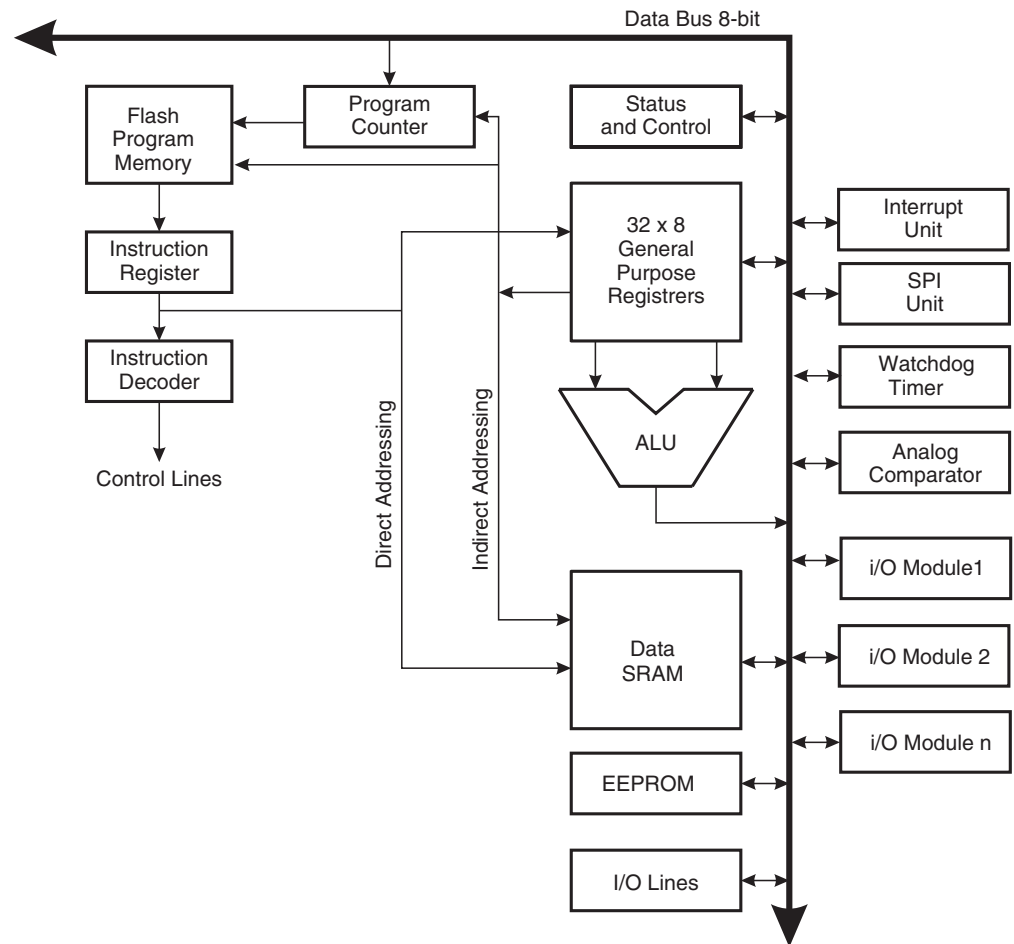 Data Bus 8-bit
Flash
Program
Memory
Program
Counter
Status
and Control
Interrupt
Unit
32 x 8
General
Purpose
Registrers
Instruction
Register
SPI
Unit
Instruction
Decoder
Watchdog
Timer
Direct Addressing
Indirect Addressing
ALU
Analog
Comparator
Control Lines
i/O Module1
Data
SRAM
i/O Module 2
i/O Module n
EEPROM
I/O Lines